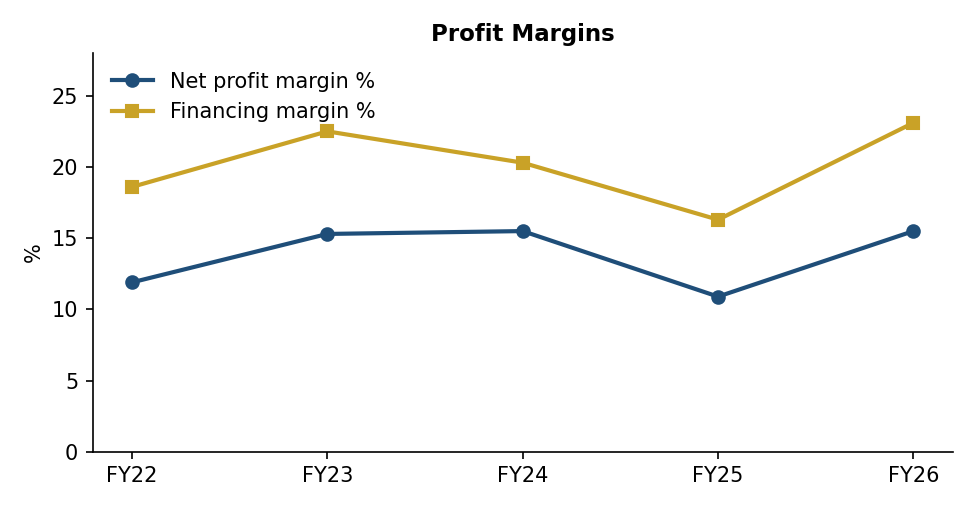 Profit Margins
Net profit margin %
Financing margin %
%
25
20
15
10
5
0
FY22 FY23 FY24 FY25 FY26